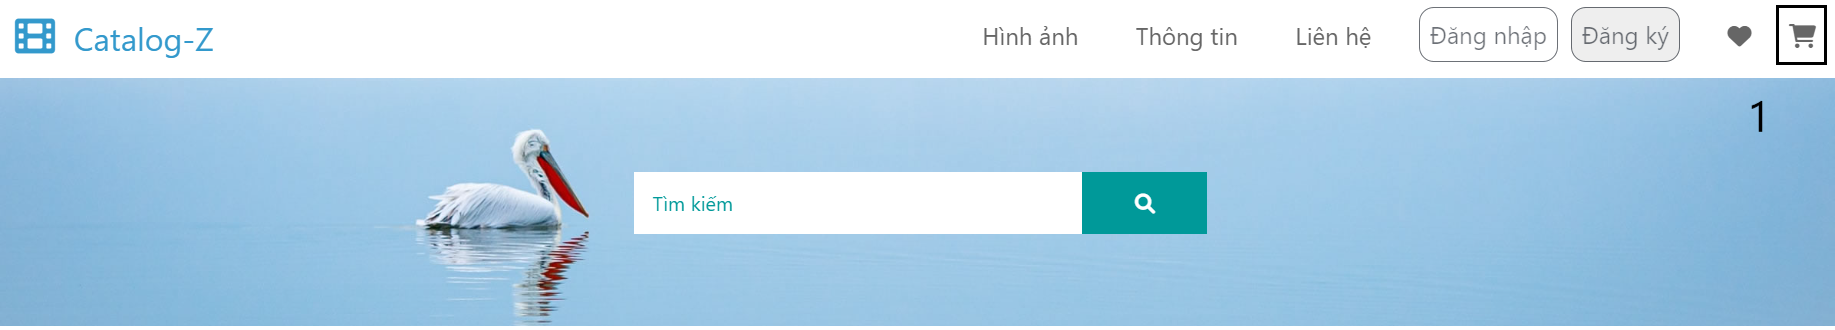 Catalog-Z
Hình ảnh
Thông tin
Liên hệ
Đăng nhập
Đăng ký
1
Tìm kiếm